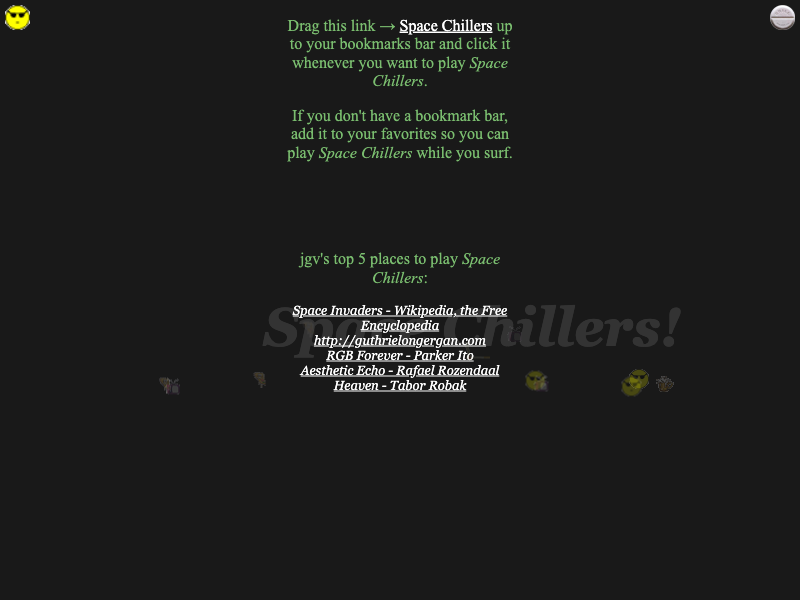 Drag this link → Space Chillers up
to your bookmarks bar and click it
whenever you want to play Space
Chillers.
If you don't have a bookmark bar,
add it to your favorites so you can
play Space Chillers while you surf.
jgv's top 5 places to play Space
Chillers:
Space Invaders - Wikipedia, the Free
Encyclopedia
Space Chillers!
http://guthrielongergan.com
RGB Forever - Parker Ito
Aesthetic Echo - Rafael Rozendaal
Heaven - Tabor Robak